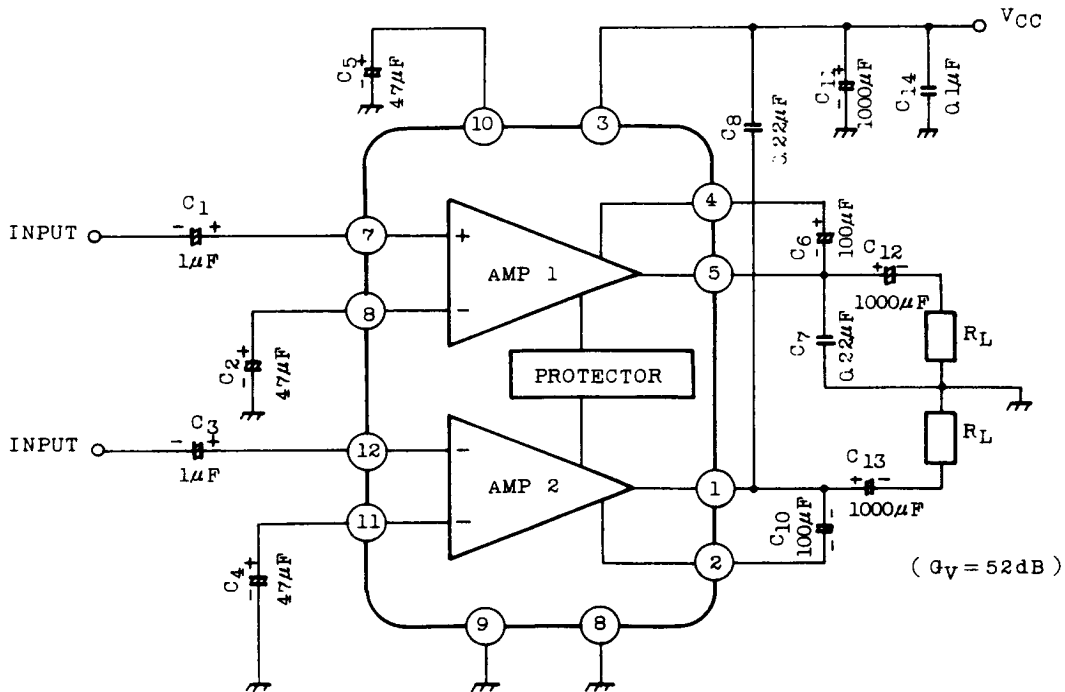 VCC
C5
+
-
47µF
10
3
C8
0.22µF
+
-
1000µF
C14
0.1µF
INPUT
C1
- +
1µF
7
+
AMP 1
4
+
-
C6
100µF
5
C12
+ -
1000µF
8
-
C2
+
-
47µF
C7
0.22µF
RL
PROTECTOR
INPUT
C3
- +
1µF
12
-
AMP 2
1
C13
+ -
1000µF
RL
11
-
C4
+
-
47µF
C10
100µF
-
-
2
(GV=52dB)
9
8